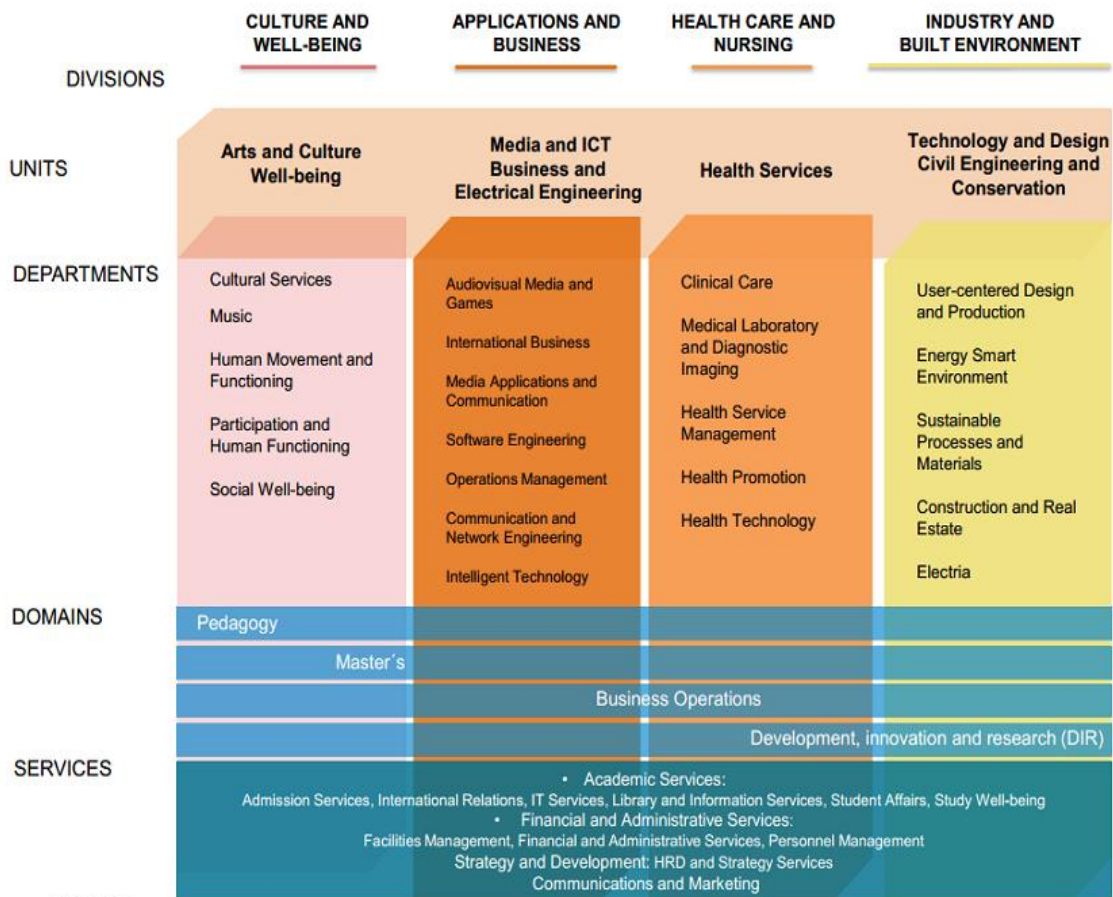 CULTURE AND
WELL-BEING
APPLICATIONS AND
BUSINESS
HEALTH CARE AND
NURSING
INDUSTRY AND
BUILT ENVIRONMENT
DIVISIONS
UNITS
Arts and Culture
Well-being
Media and ICT
Business and
Electrical Engineering
Health Services
Technology and Design
Civil Engineering and
Conservation
DEPARTMENTS
Cultural Services
Music
Human Movement and
Functioning
Participation and
Human Functioning
Social Well-being
Audiovisual Media and
Games
International Business
Media Applications and
Communication
Software Engineering
Operations Management
Communication and
Network Engineering
Intelligent Technology
Clinical Care
Medical Laboratory
and Diagnostic
Imaging
Health Service
Management
Health Promotion
Health Technology
User-centered Design
and Production
Energy Smart
Environment
Sustainable
Processes and
Materials
Construction and Real
Estate
Electria
DOMAINS
Pedagogy
Master´s
Business Operations
Development, innovation and research (DIR)
SERVICES
• Academic Services:
Admission Services, International Relations, IT Services, Library and Information Services, Student Affairs, Study Well-being
• Financial and Administrative Services:
Facilities Management, Financial and Administrative Services, Personnel Management
Strategy and Development: HRD and Strategy Services
Communications and Marketing